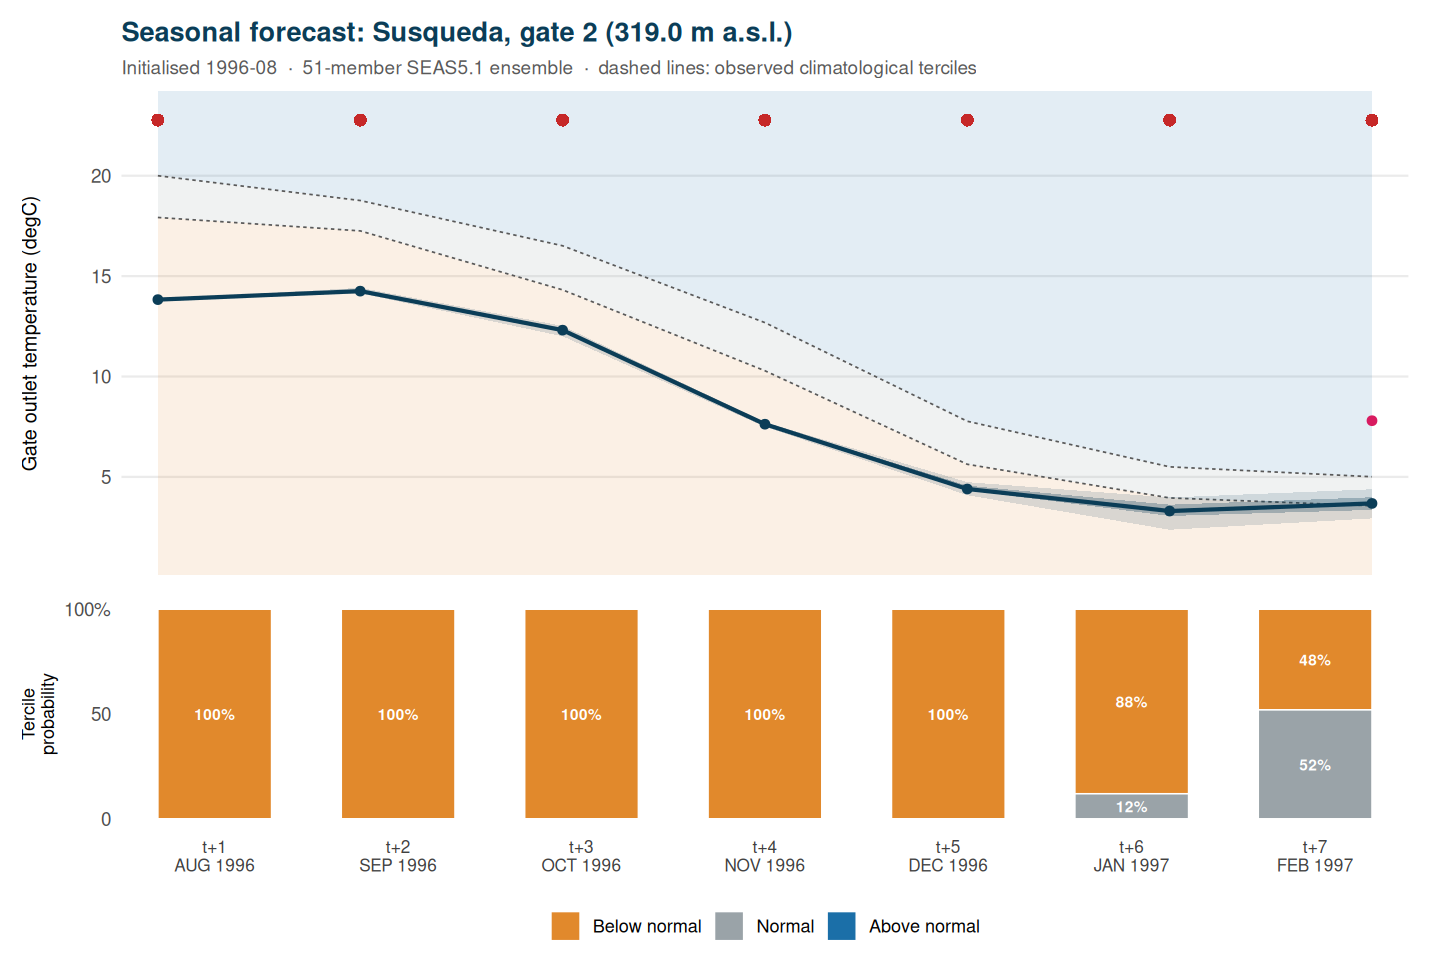 Seasonal forecast: Susqueda, gate 2 (319.0 m a.s.l.)
Initialised 1996-08 · 51-member SEAS5.1 ensemble · dashed lines: observed climatological terciles
Gate outlet temperature (degC)
20
15
10
5
Tercile
probability
100%
50
0
100%
100%
100%
100%
100%
88%
12%
48%
52%
t+1
AUG 1996
t+2
SEP 1996
t+3
OCT 1996
t+4
NOV 1996
t+5
DEC 1996
t+6
JAN 1997
t+7
FEB 1997
Below normal
Normal
Above normal